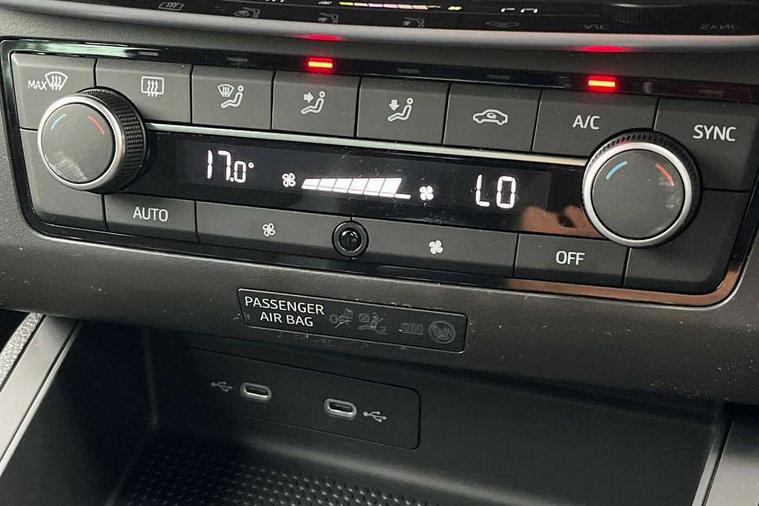 MAX
A/C
SYNC
17.0°
LO
AUTO
OFF
PASSENGER
AIR BAG